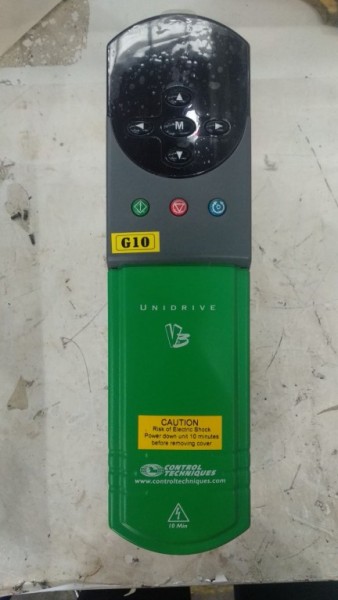 M
G10
UNIDRIVE
V3
CAUTION
Risk of Electric Shock
Power down unit 10 minutes
before removing cover
CONTROL
TECHNIQUES
www.controltechniques.com
10 Min